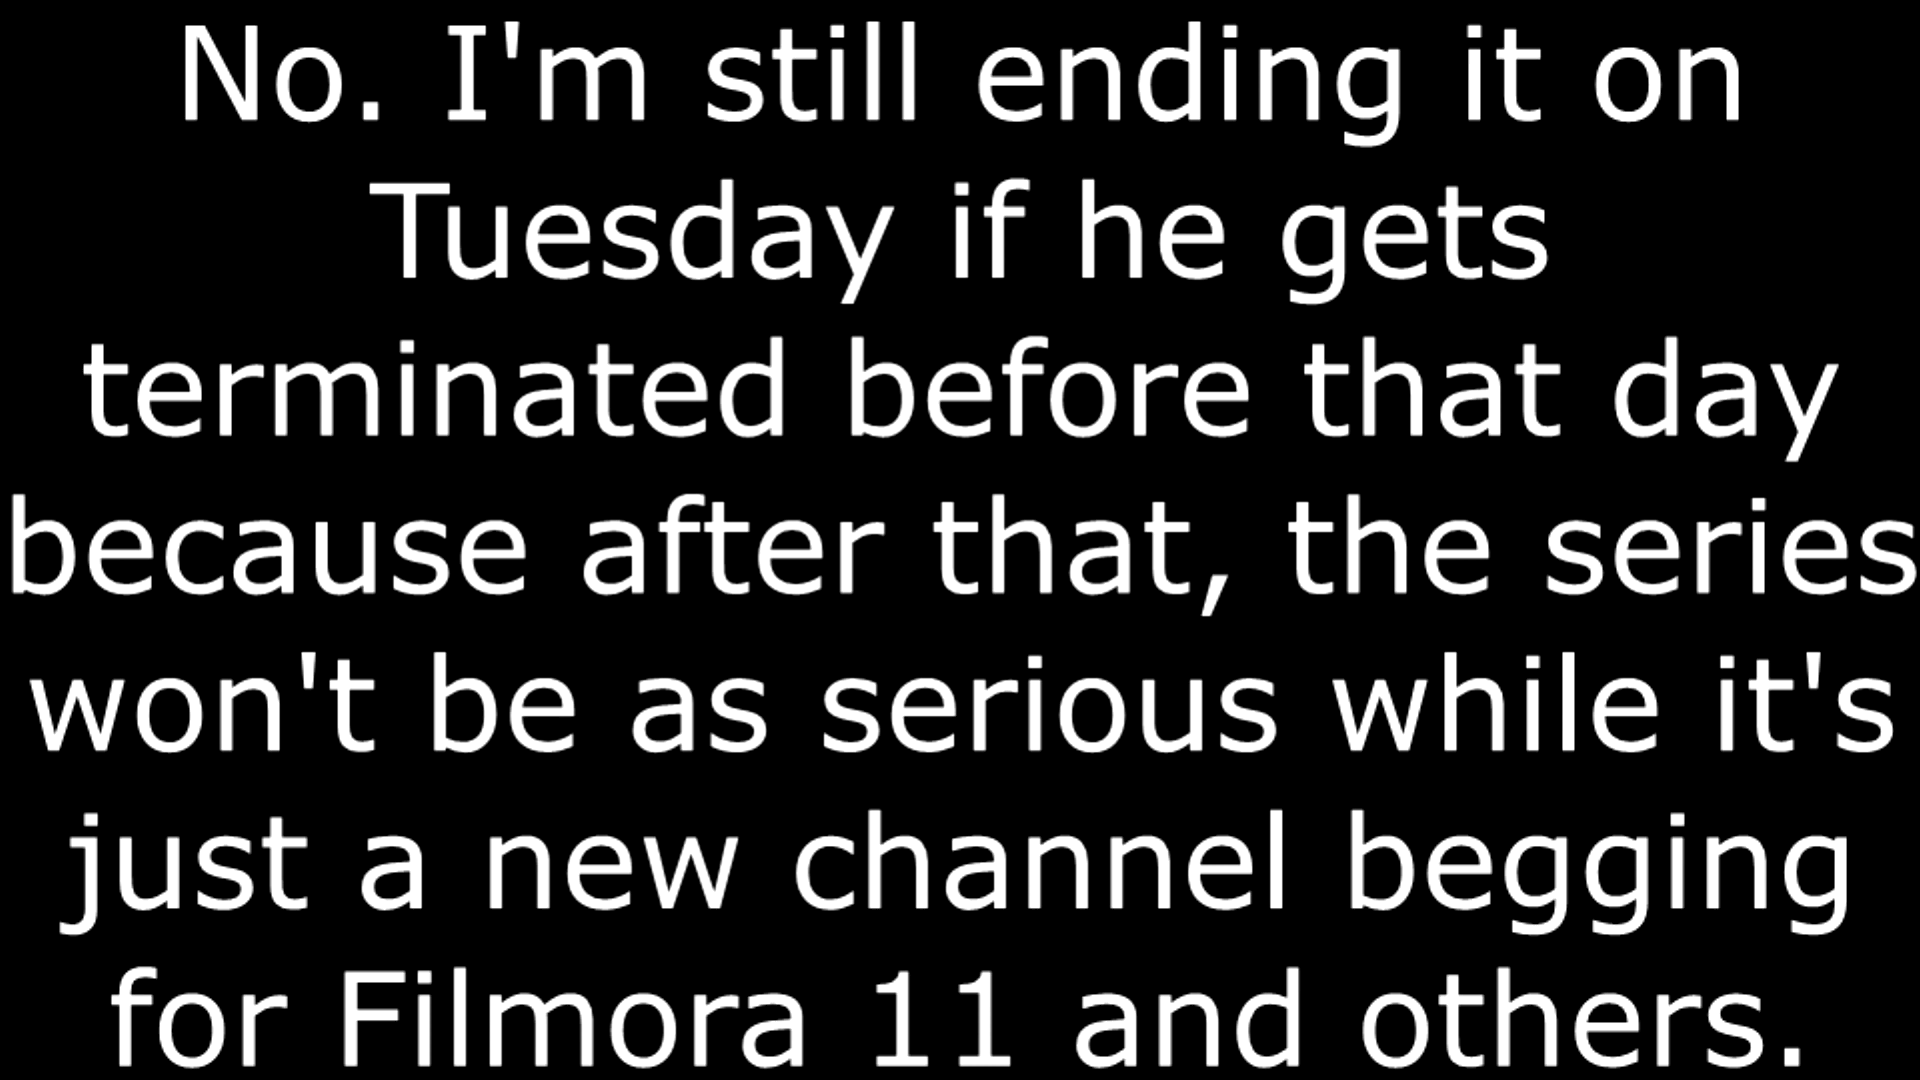 No. I'm still ending it on
Tuesday if he gets
terminated before that day
because after that, the series
won't be as serious while it's
just a new channel begging
for Filmora 11 and others.